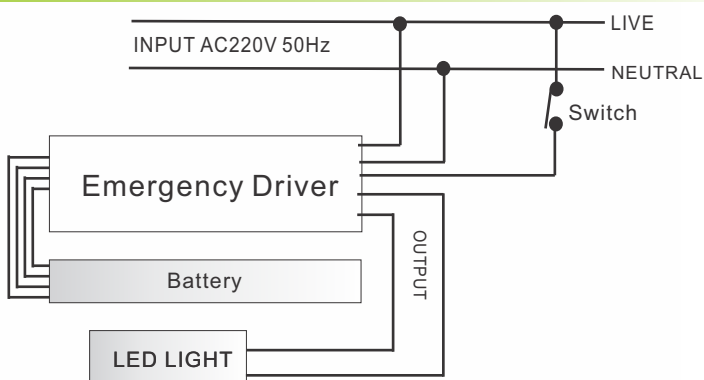 LIVE
INPUT AC220V 50Hz
NEUTRAL
Switch
Emergency Driver
OUTPUT
Battery
LED LIGHT